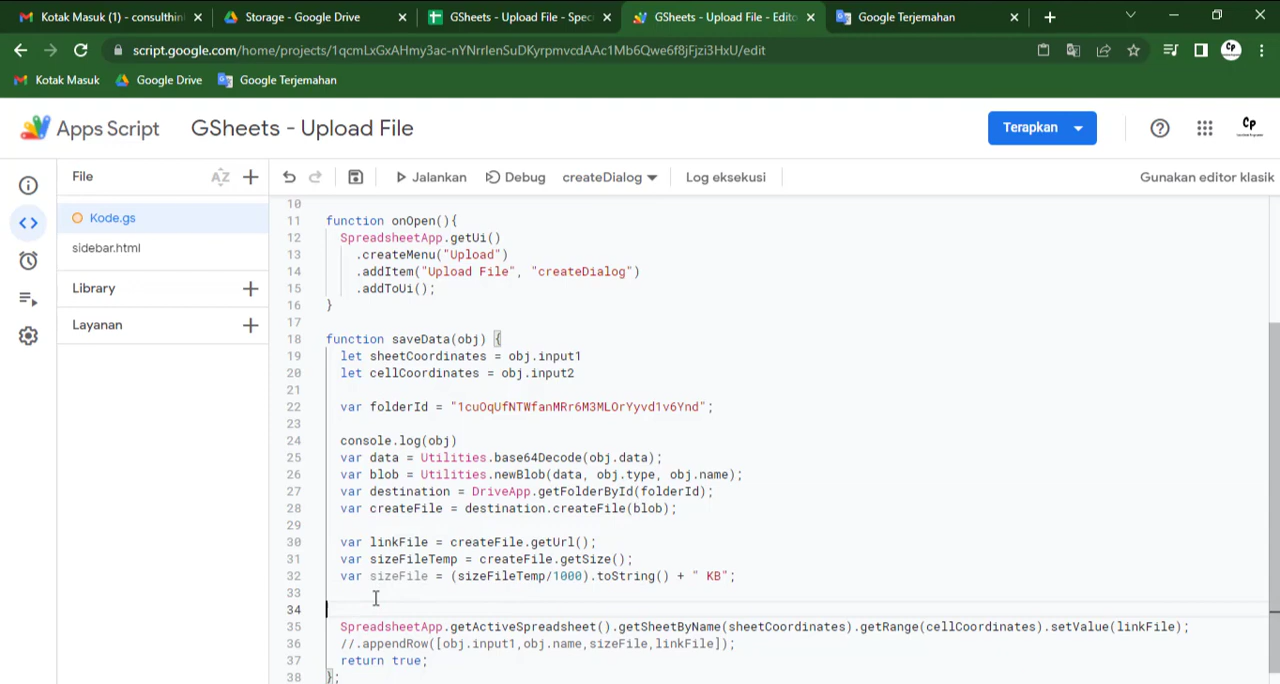 Kotak Masuk (1) - consulthin
Storage - Google Drive
GSheets - Upload File - Spec
GSheets - Upload File - Edito
Google Terjemahan
script.google.com/home/projects/1qcmLxGxAHmy3ac-nYNrrlenSuDKyrpmvcdAAc1Mb6Qwe6f8jFjzi3HxU/edit
Kotak Masuk
Google Drive
Google Terjemahan
Apps Script
GSheets - Upload File
Terapkan
File
Jalankan
Debug
createDialog
Log eksekusi
Gunakan editor klasik
Kode.gs
sidebar.html
Library
Layanan
10
11 function onOpen(){
12 SpreadsheetApp.getUi()
13 .createMenu("Upload")
14 .addItem("Upload File", "createDialog")
15 .addToUi();
16 }
17
18 function saveData(obj) {
19 let sheetCoordinates = obj.input1
20 let cellCoordinates = obj.input2
21
22 var folderId = "1cuOqUfNTWfanMRr6M3MLOrYyvd1v6Ynd";
23
24 console.log(obj)
25 var data = Utilities.base64Decode(obj.data);
26 var blob = Utilities.newBlob(data, obj.type, obj.name);
27 var destination = DriveApp.getFolderById(folderId);
28 var createFile = destination.createFile(blob);
29
30 var linkFile = createFile.getUrl();
31 var sizeFileTemp = createFile.getSize();
32 var sizeFile = (sizeFileTemp/1000).toString() + " KB";
33
34
35 SpreadsheetApp.getActiveSpreadsheet().getSheetByName(sheetCoordinates).getRange(cellCoordinates).setValue(linkFile);
36 //.appendRow([obj.input1,obj.name,sizeFile,linkFile]);
37 return true;
38 };